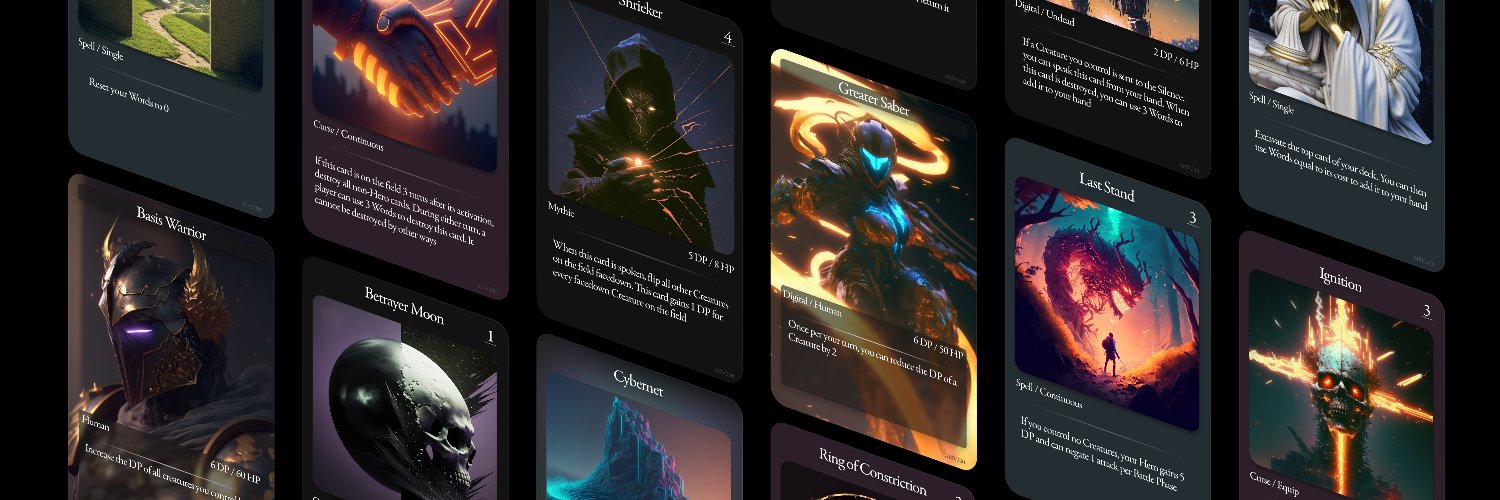 Spell / Single
Reset your Words to 0
Basis Warrior
Human
6 DP / 60 HP
Increase the DP of all creatures you control
Curse / Continuous
If this card is on the field 3 turns after its activation,
destroy all non-Hero cards. During either turn, a
player can use 3 Words to destroy this card. It
cannot be destroyed by other ways
Betrayer Moon
1
Shrieker
4
Mythic
5 DP / 8 HP
When this card is spoken, flip all other Creatures
on the field facedown. This card gains 1 DP for
every facedown Creature on the field
Cybernet
Greater Saber
Digital / Human
6 DP / 50 HP
Once per your turn, you can reduce the DP of a
Creature by 2
Ring of Constriction
Digital / Undead
2 DP / 6 HP
If a Creature you control is sent to the Silence,
you can speak this card from your hand. When
this card is destroyed, you can use 3 Words to
add it to your hand
Last Stand
3
Spell / Continuous
If you control no Creatures, your Hero gains 5
DP and can negate 1 attack per Battle Phase
Spell / Single
Excavate the top card of your deck. You can then
use Words equal to its cost to add it to your hand
Ignition
3
Curse / Equip